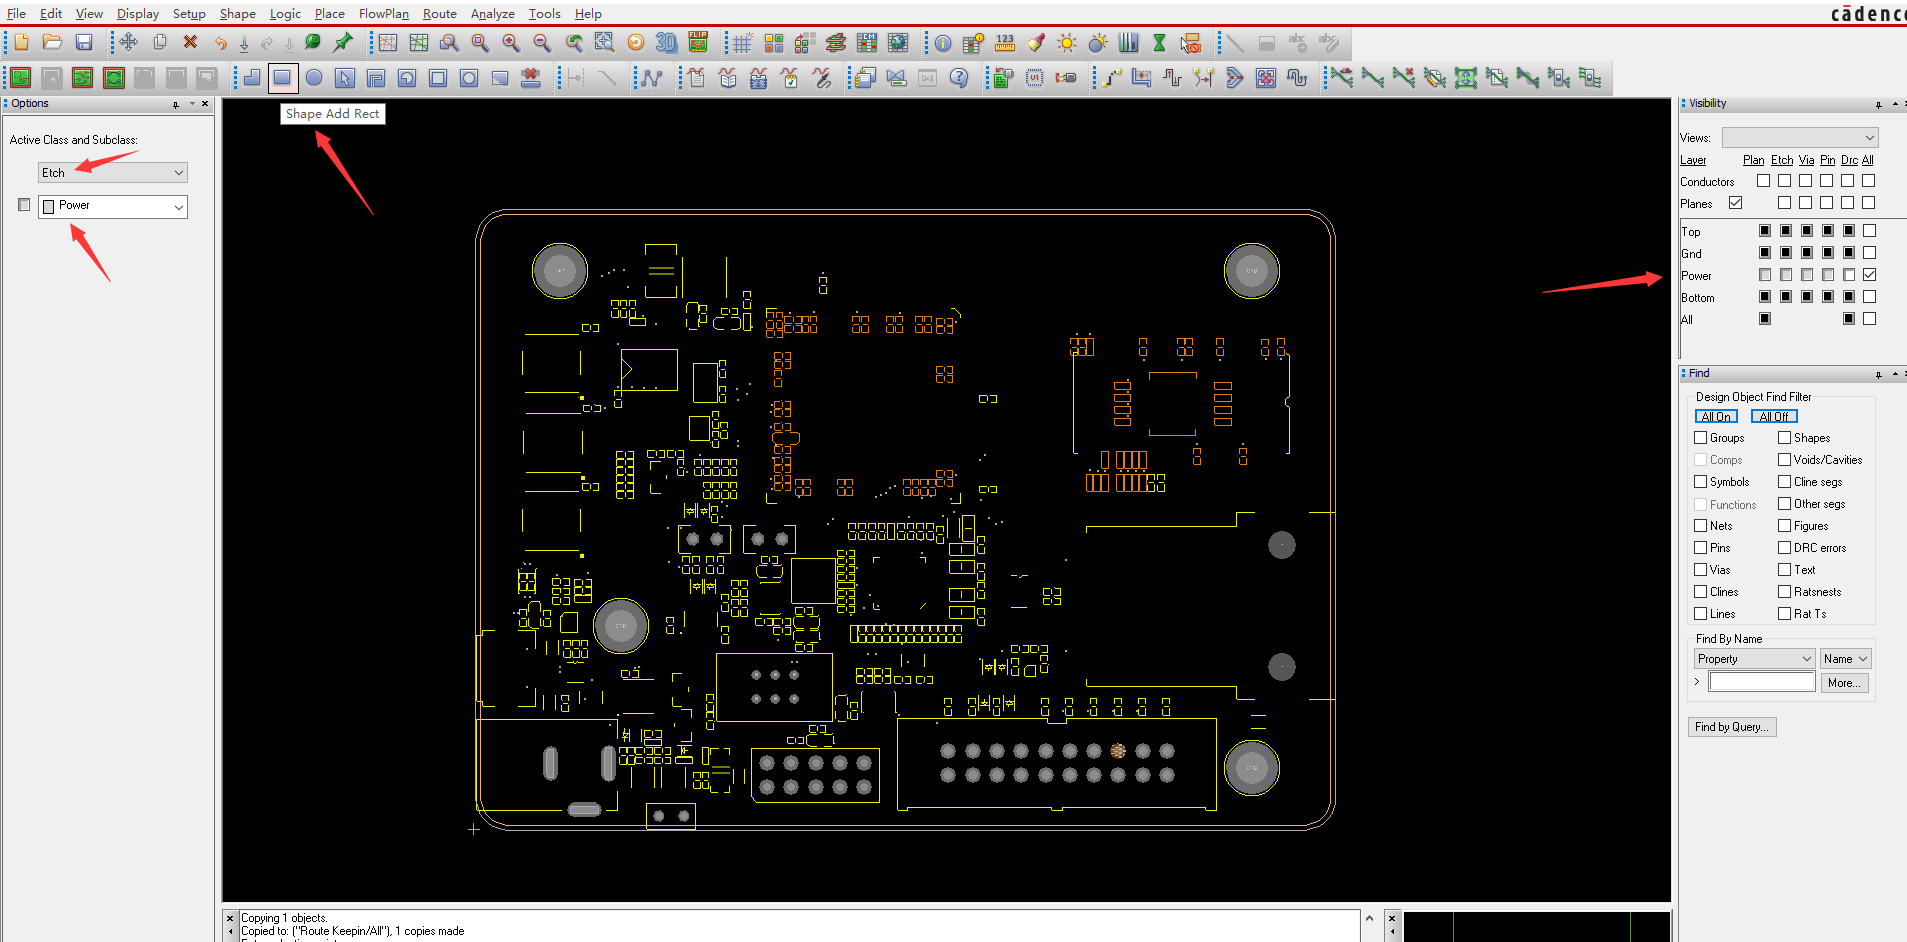 File Edit View Display Setup Shape Logic Place FlowPlan Route Analyze Tools Help
cādence
Options
Active Class and Subclass:
Etch
Power
Shape Add Rect
Visibility
Views:
Layer Plan Etch Via Pin Drc All
Conductors
Planes
Top
Gnd
Power
Bottom
All
Find
Design Object Find Filter
All On All Off
Groups Shapes
Comps Voids/Cavities
Symbols Cline segs
Functions Other segs
Nets Figures
Pins DRC errors
Vias Text
Clines Ratsnests
Lines Rat Ts
Find By Name
Property Name
> More...
Find by Query...
Copying 1 objects.
Copied to: ("Route Keepin/All"), 1 copies made